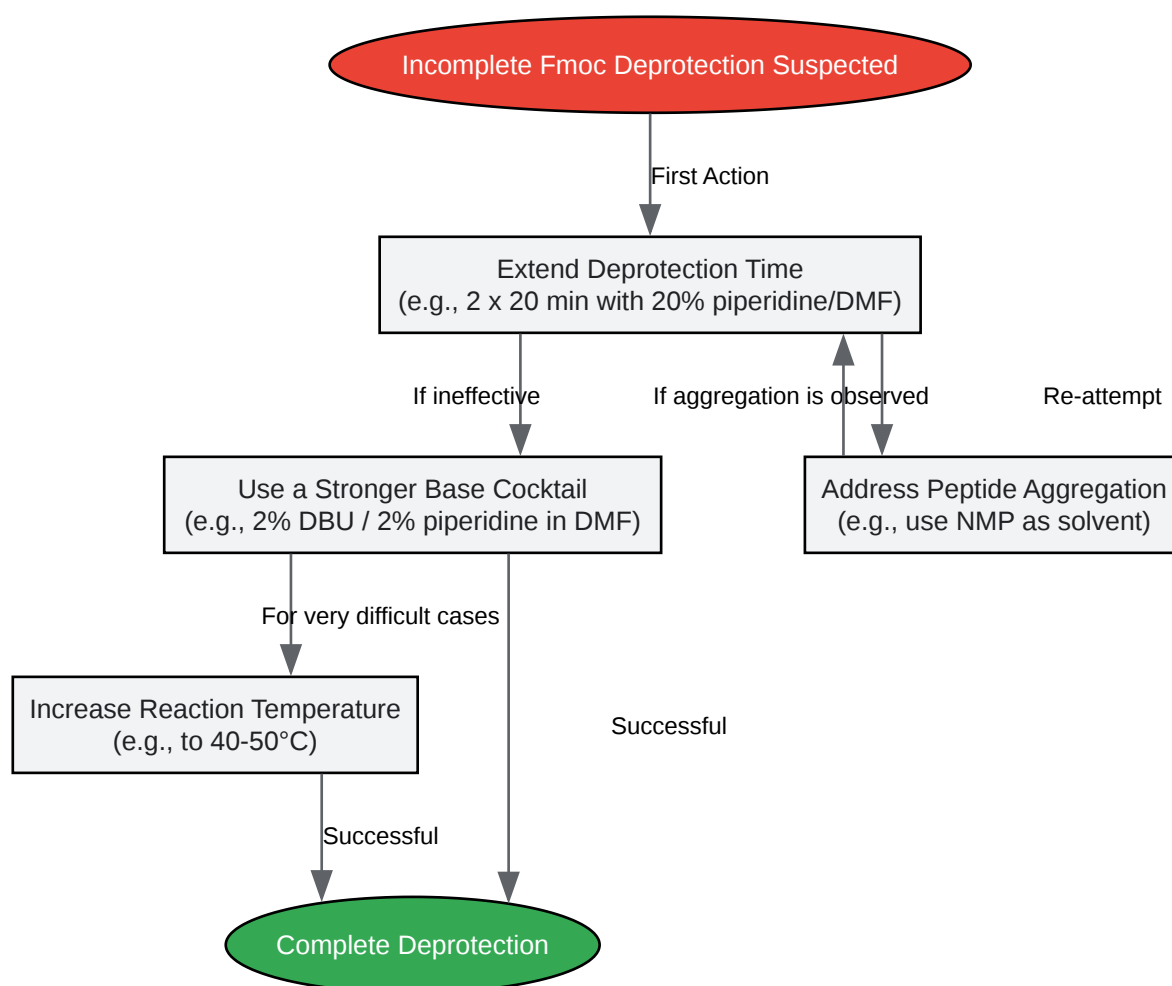 Incomplete Fmoc Deprotection Suspected
First Action
Extend Deprotection Time
(e.g., 2 x 20 min with 20% piperidine/DMF)
If ineffective
If aggregation is observed
Re-attempt
Use a Stronger Base Cocktail
(e.g., 2% DBU / 2% piperidine in DMF)
Address Peptide Aggregation
(e.g., use NMP as solvent)
For very difficult cases
Increase Reaction Temperature
(e.g., to 40-50°C)
Successful
Successful
Complete Deprotection